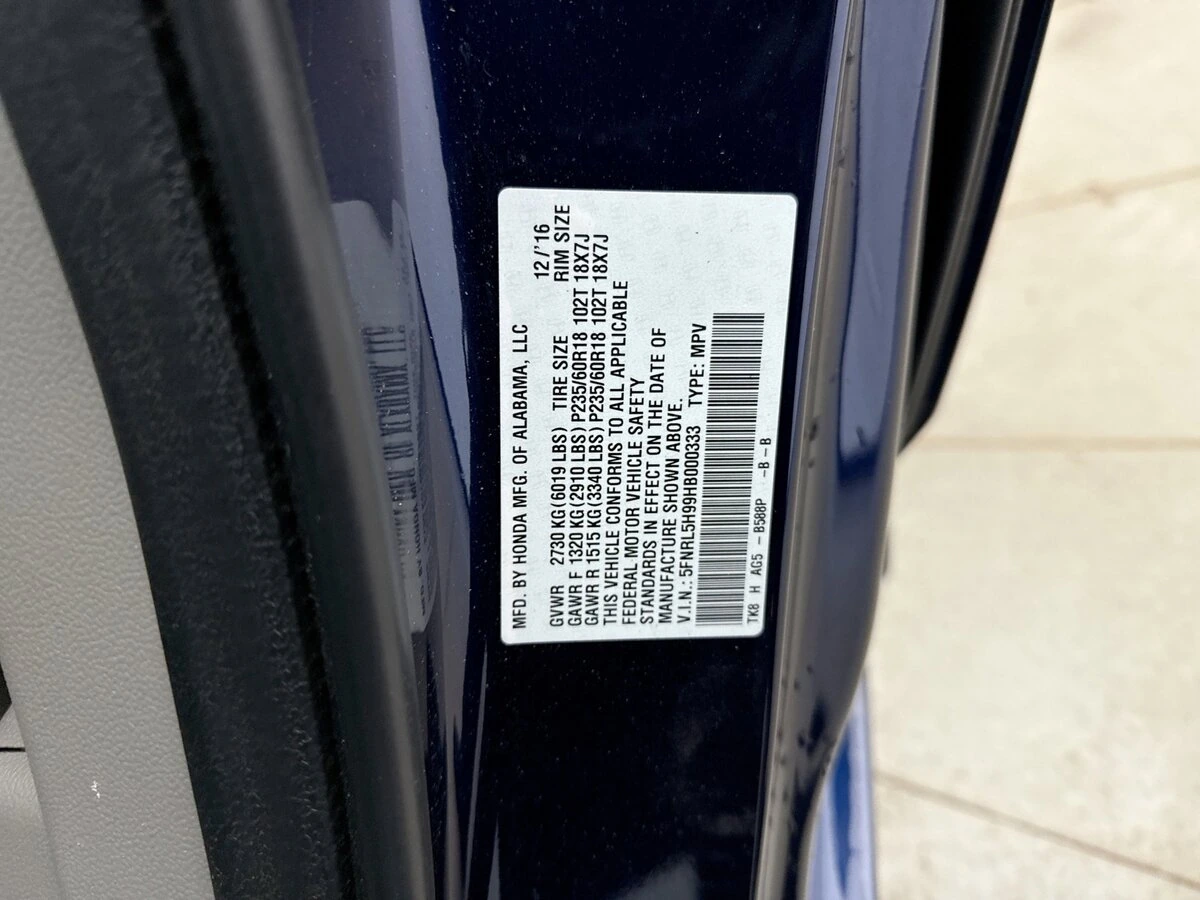 MFD. BY HONDA MFG. OF ALABAMA, LLC 12/'16
GVWR 2730 KG (6019 LBS) TIRE SIZE RIM SIZE
GAWR F 1320 KG (2910 LBS) P235/60R18 102T 18X7J
GAWR R 1515 KG (3340 LBS) P235/60R18 102T 18X7J
THIS VEHICLE CONFORMS TO ALL APPLICABLE
FEDERAL MOTOR VEHICLE SAFETY
STANDARDS IN EFFECT ON THE DATE OF
MANUFACTURE SHOWN ABOVE.
V.I.N.: 5FNRL5H99HB000333 TYPE: MPV
TK8 H AG5 - B588P -B-B